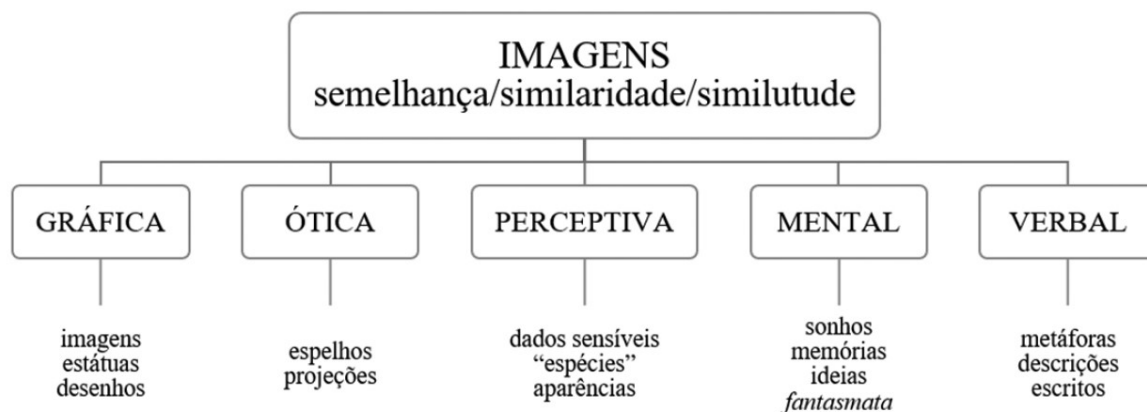 IMAGENS
semelhança/similaridade/similutude
GRÁFICA
ÓTICA
PERCEPTIVA
MENTAL
VERBAL
imagens
estátuas
desenhos
espelhos
projeções
dados sensíveis
“espécies”
aparências
sonhos
memórias
ideias
fantasmata
metáforas
descrições
escritos